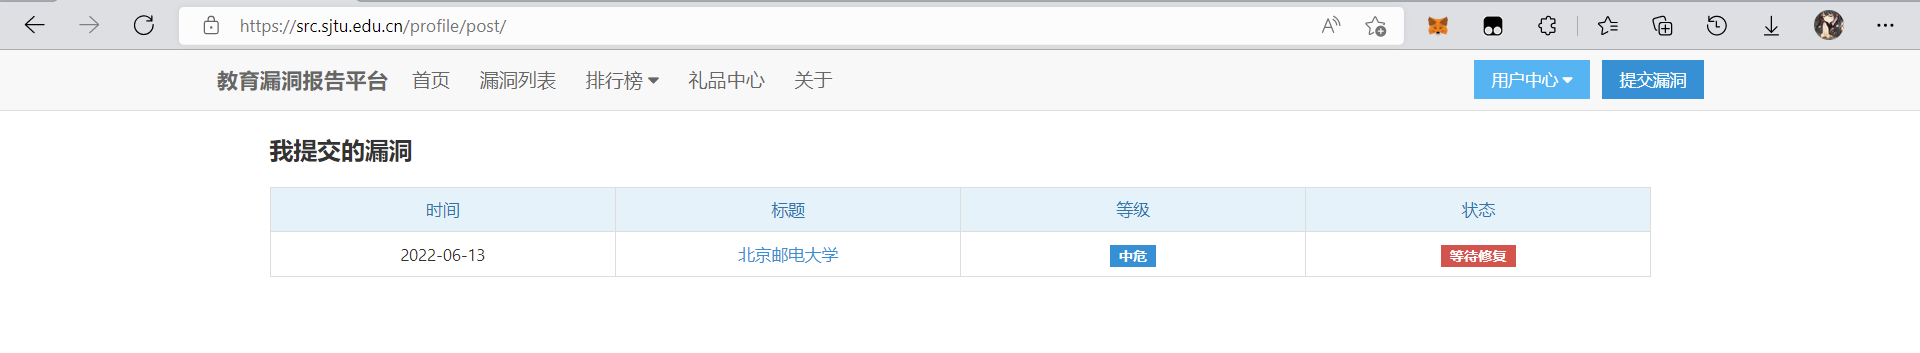 https://src.sjtu.edu.cn/profile/post/
教育漏洞报告平台 首页 漏洞列表 排行榜 礼品中心 关于 用户中心 提交漏洞
我提交的漏洞
时间 标题 等级 状态
2022-06-13 北京邮电大学 中危 等待修复